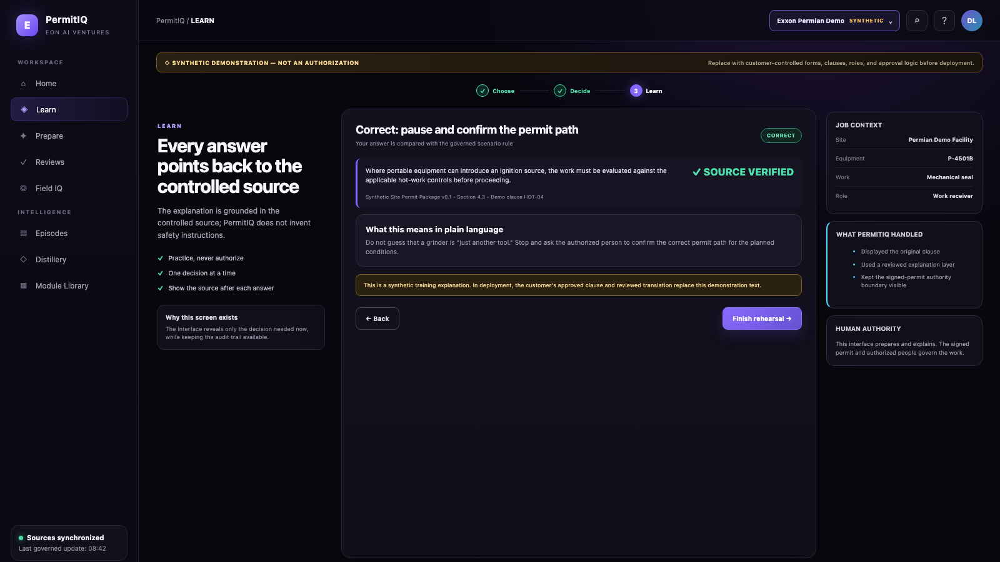 E
PermitIQ
EON AI VENTURES
WORKSPACE
Home
Learn
Prepare
Reviews
Field IQ
INTELLIGENCE
Episodes
Distillery
Module Library
Sources synchronized
Last governed update: 08:42
PermitIQ / LEARN
Exxon Permian Demo SYNTHETIC
?
DL
◇ SYNTHETIC DEMONSTRATION — NOT AN AUTHORIZATION
Replace with customer-controlled forms, clauses, roles, and approval logic before deployment.
✓ Choose
✓ Decide
3 Learn
LEARN
Every answer
points back to the
controlled source
The explanation is grounded in the
controlled source; PermitIQ does not invent
safety instructions.
✓ Practice, never authorize
✓ One decision at a time
✓ Show the source after each answer
Why this screen exists
The interface reveals only the decision needed now,
while keeping the audit trail available.
Correct: pause and confirm the permit path
Your answer is compared with the governed scenario rule
CORRECT
Where portable equipment can introduce an ignition source, the work must be evaluated against the
applicable hot-work controls before proceeding.
✓ SOURCE VERIFIED
Synthetic Site Permit Package v0.1 • Section 4.3 • Demo clause HOT-04
What this means in plain language
Do not guess that a grinder is “just another tool.” Stop and ask the authorized person to confirm the correct permit path for the planned
conditions.
This is a synthetic training explanation. In deployment, the customer’s approved clause and reviewed translation replace this demonstration text.
← Back
Finish rehearsal →
JOB CONTEXT
Site Permian Demo Facility
Equipment P-4501B
Work Mechanical seal
Role Work receiver
WHAT PERMITIQ HANDLED
• Displayed the original clause
• Used a reviewed explanation layer
• Kept the signed-permit authority
boundary visible
HUMAN AUTHORITY
This interface prepares and explains. The signed
permit and authorized people govern the work.